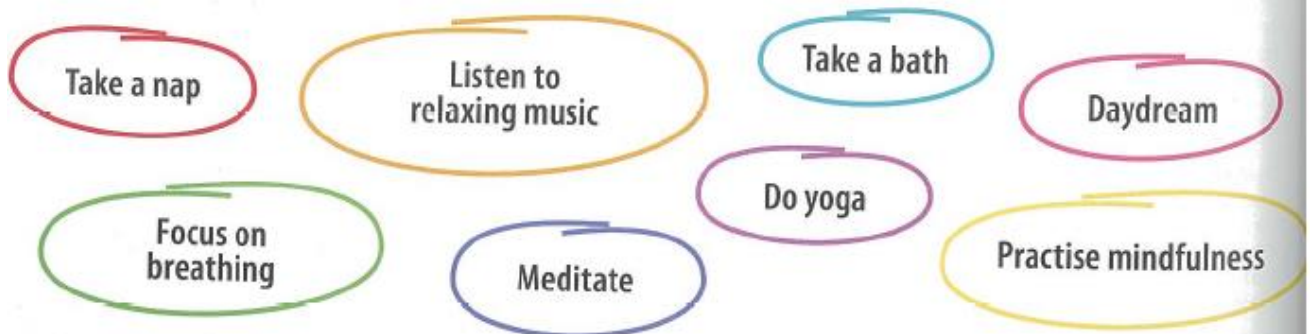 Take a nap
Listen to
relaxing music
Take a bath
Daydream
Focus on
breathing
Meditate
Do yoga
Practise mindfulness